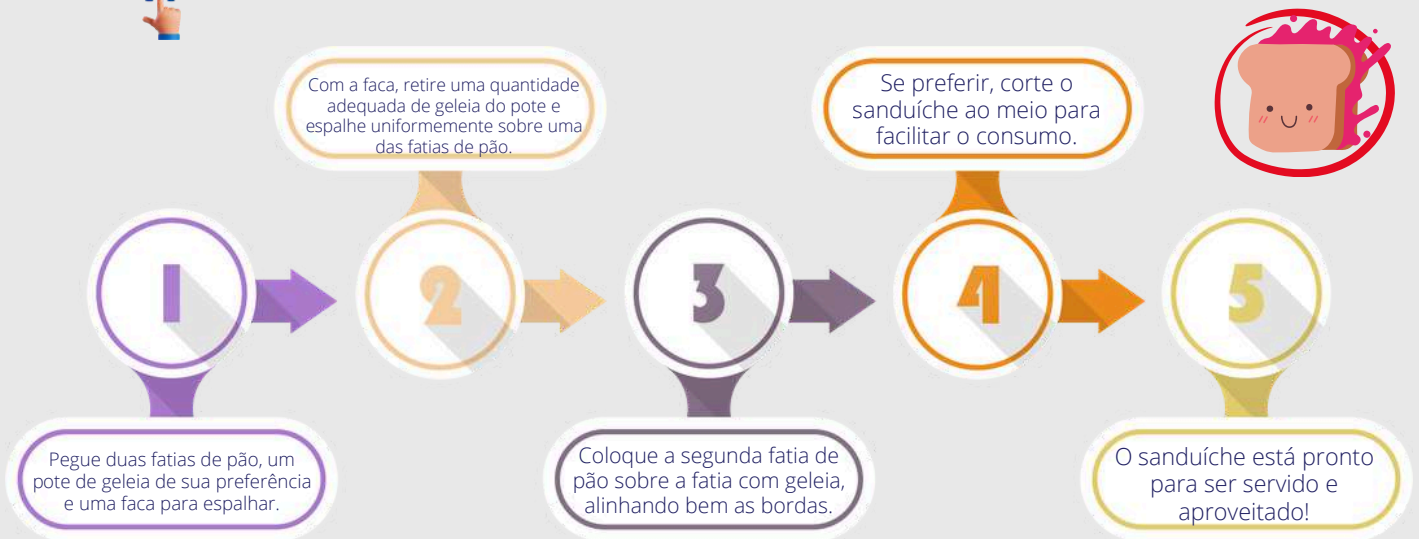 1
Pegue duas fatias de pão, um
pote de geleia de sua preferência
e uma faca para espalhar.
2
Com a faca, retire uma quantidade
adequada de geleia do pote e
espalhe uniformemente sobre uma
das fatias de pão.
3
Coloque a segunda fatia de
pão sobre a fatia com geleia,
alinhando bem as bordas.
4
Se preferir, corte o
sanduíche ao meio para
facilitar o consumo.
5
O sanduíche está pronto
para ser servido e
aproveitado!